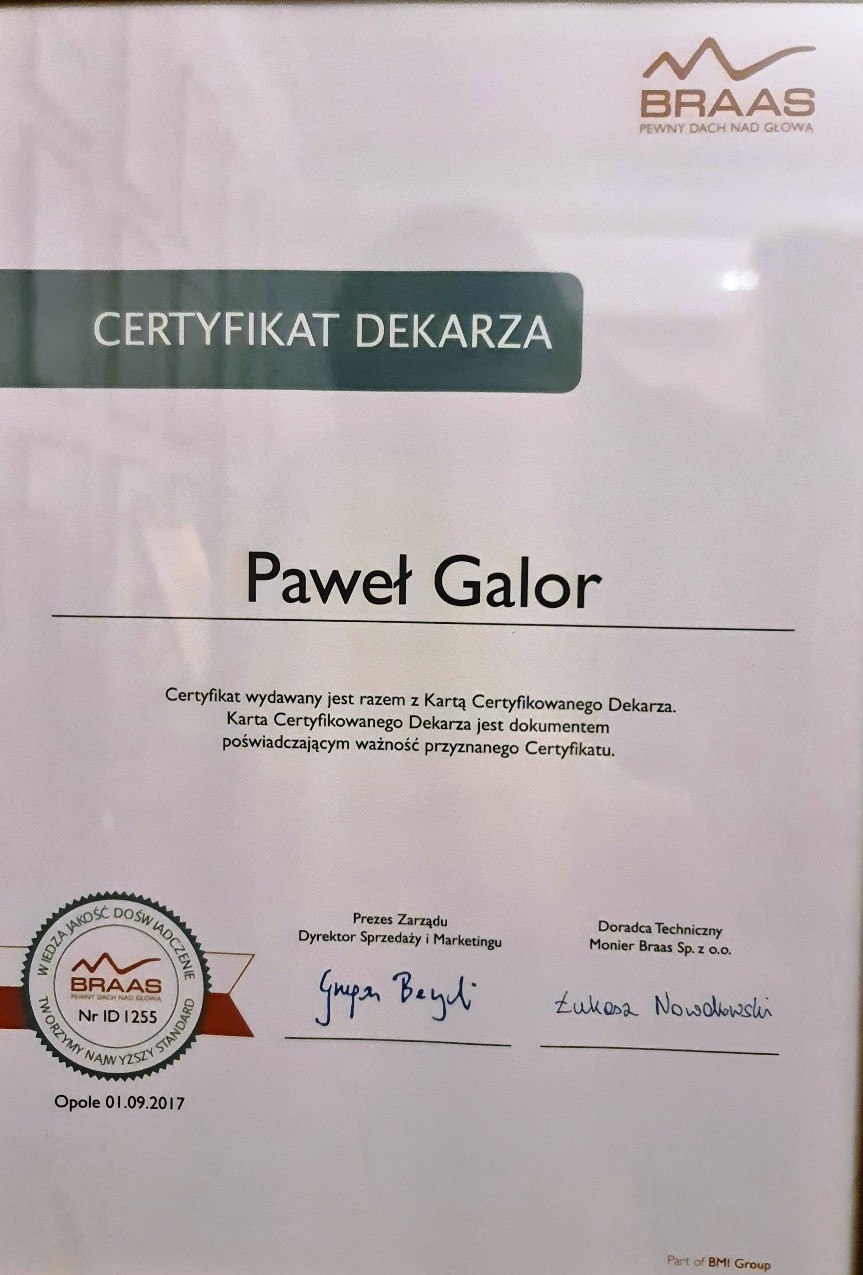 BRAAS
PEWNY DACH NAD GŁOWĄ
CERTYFIKAT DEKARZA
Paweł Galor
Certyfikat wydawany jest razem z Kartą Certyfikowanego Dekarza.
Karta Certyfikowanego Dekarza jest dokumentem
poświadczającym ważność przyznanego Certyfikatu.
WIEDZA JAKOŚĆ DOŚWIADCZENIE
BRAAS
PEWNY DACH NAD GŁOWĄ
Nr ID 1255
TWORZYMY NAJWYŻSZY STANDARD
Opole 01.09.2017
Prezes Zarządu
Dyrektor Sprzedaży i Marketingu
Doradca Techniczny
Monier Braas Sp. z o.o.
Łukasz Nowakowski
Part of BMI Group